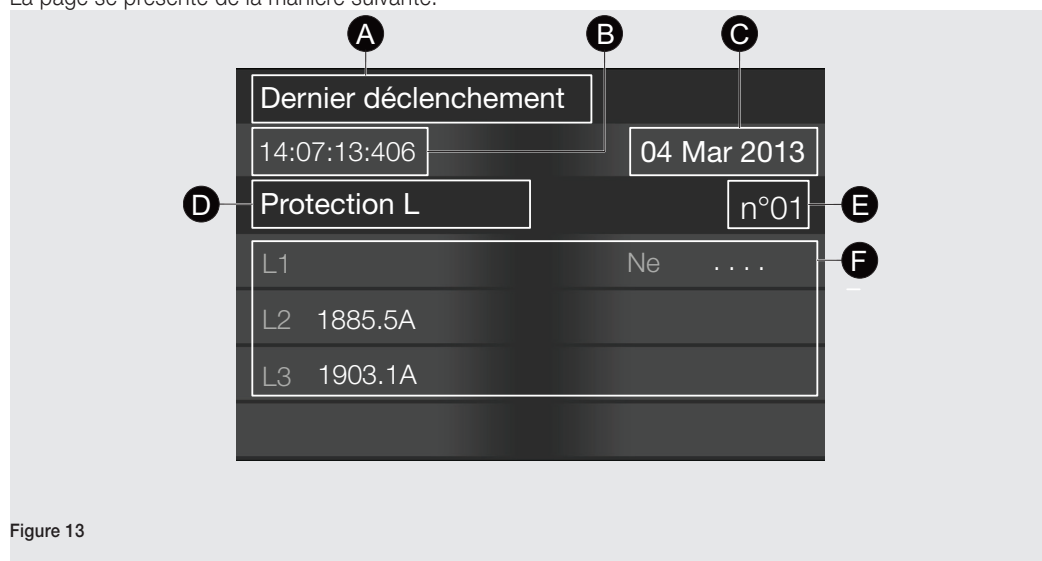 La page se présente de la manière suivante.
A B C
Dernier déclenchement
14:07:13:406 04 Mar 2013
D Protection L n°01 E
L1 Ne .... F
L2 1885.5A
L3 1903.1A
Figure 13